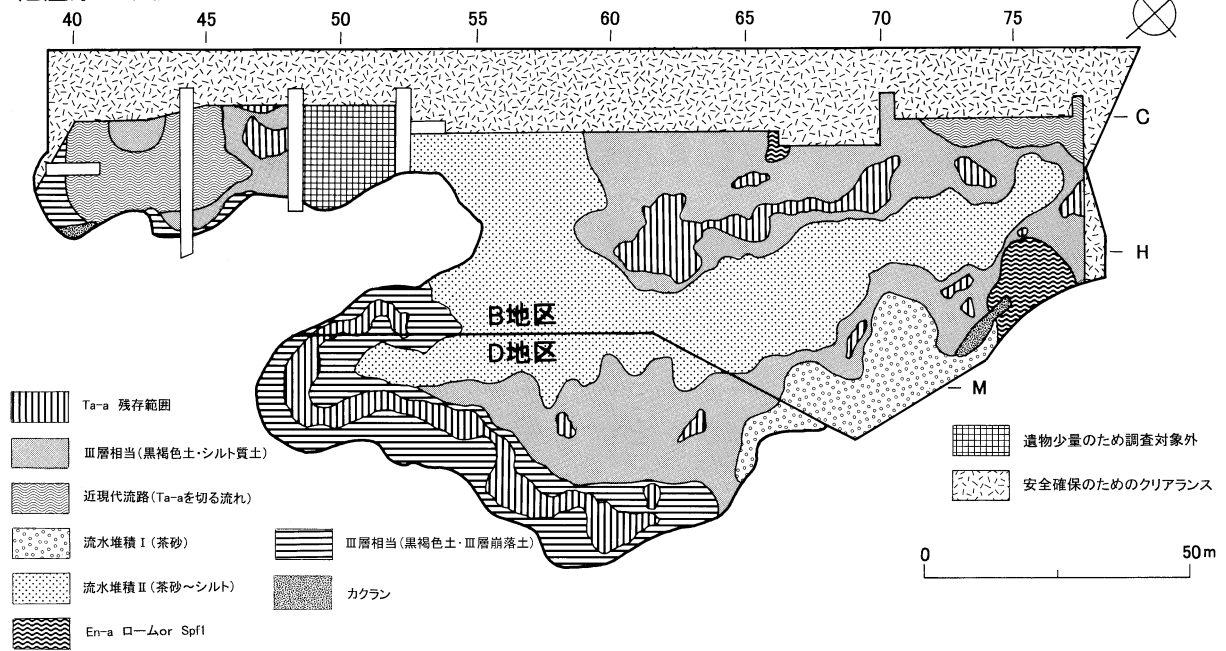 40 45 50 55 60 65 70 75
C
H
B地区
D地区
M
Ta-a 残存範囲
Ⅲ層相当(黒褐色土・シルト質土)
近現代流路(Ta-aを切る流れ)
流水堆積Ⅰ(茶砂)
流水堆積Ⅱ(茶砂～シルト)
En-a ロームor Spfl
Ⅲ層相当(黒褐色土・Ⅲ層崩落土)
カクラン
遺物少量のため調査対象外
安全確保のためのクリアランス
0 50m